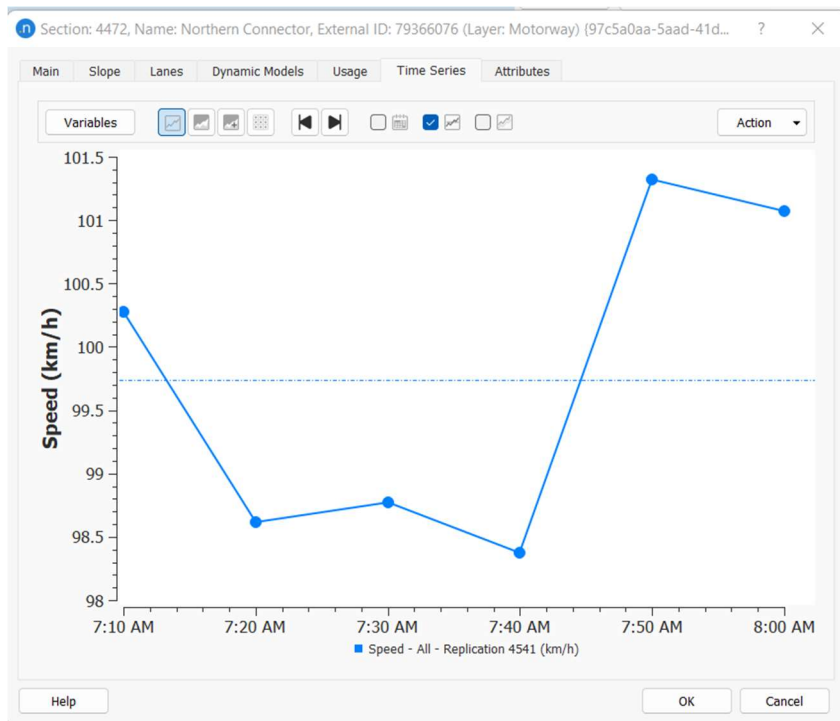 Section: 4472, Name: Northern Connector, External ID: 79366076 (Layer: Motorway) {97c5a0aa-5aad-41d...
Main Slope Lanes Dynamic Models Usage Time Series Attributes
Variables Action
101.5
101
100.5
100
99.5
99
98.5
98
Speed (km/h)
7:10 AM 7:20 AM 7:30 AM 7:40 AM 7:50 AM 8:00 AM
Speed - All - Replication 4541 (km/h)
Help OK Cancel